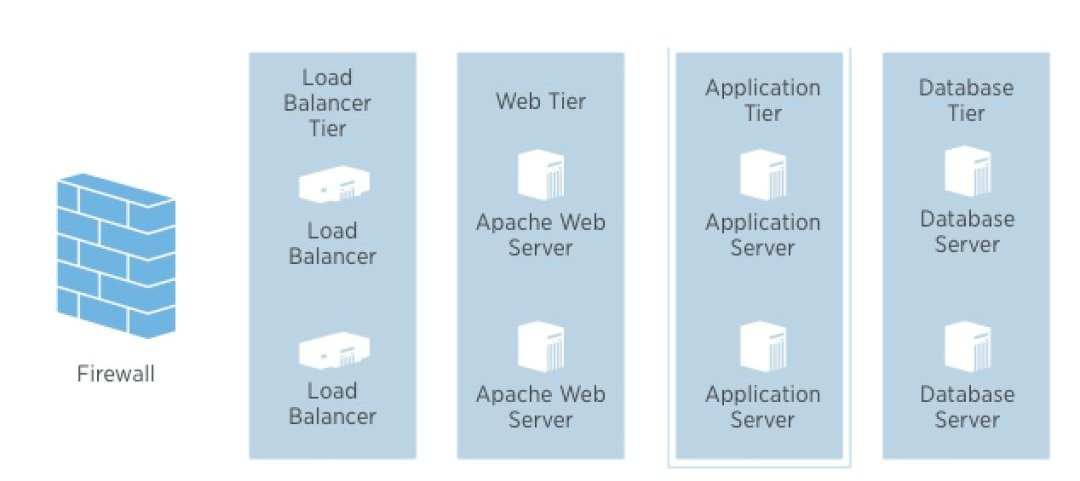 Firewall
Load
Balancer
Tier
Load
Balancer
Load
Balancer
Web Tier
Apache Web
Server
Apache Web
Server
Application
Tier
Application
Server
Application
Server
Database
Tier
Database
Server
Database
Server